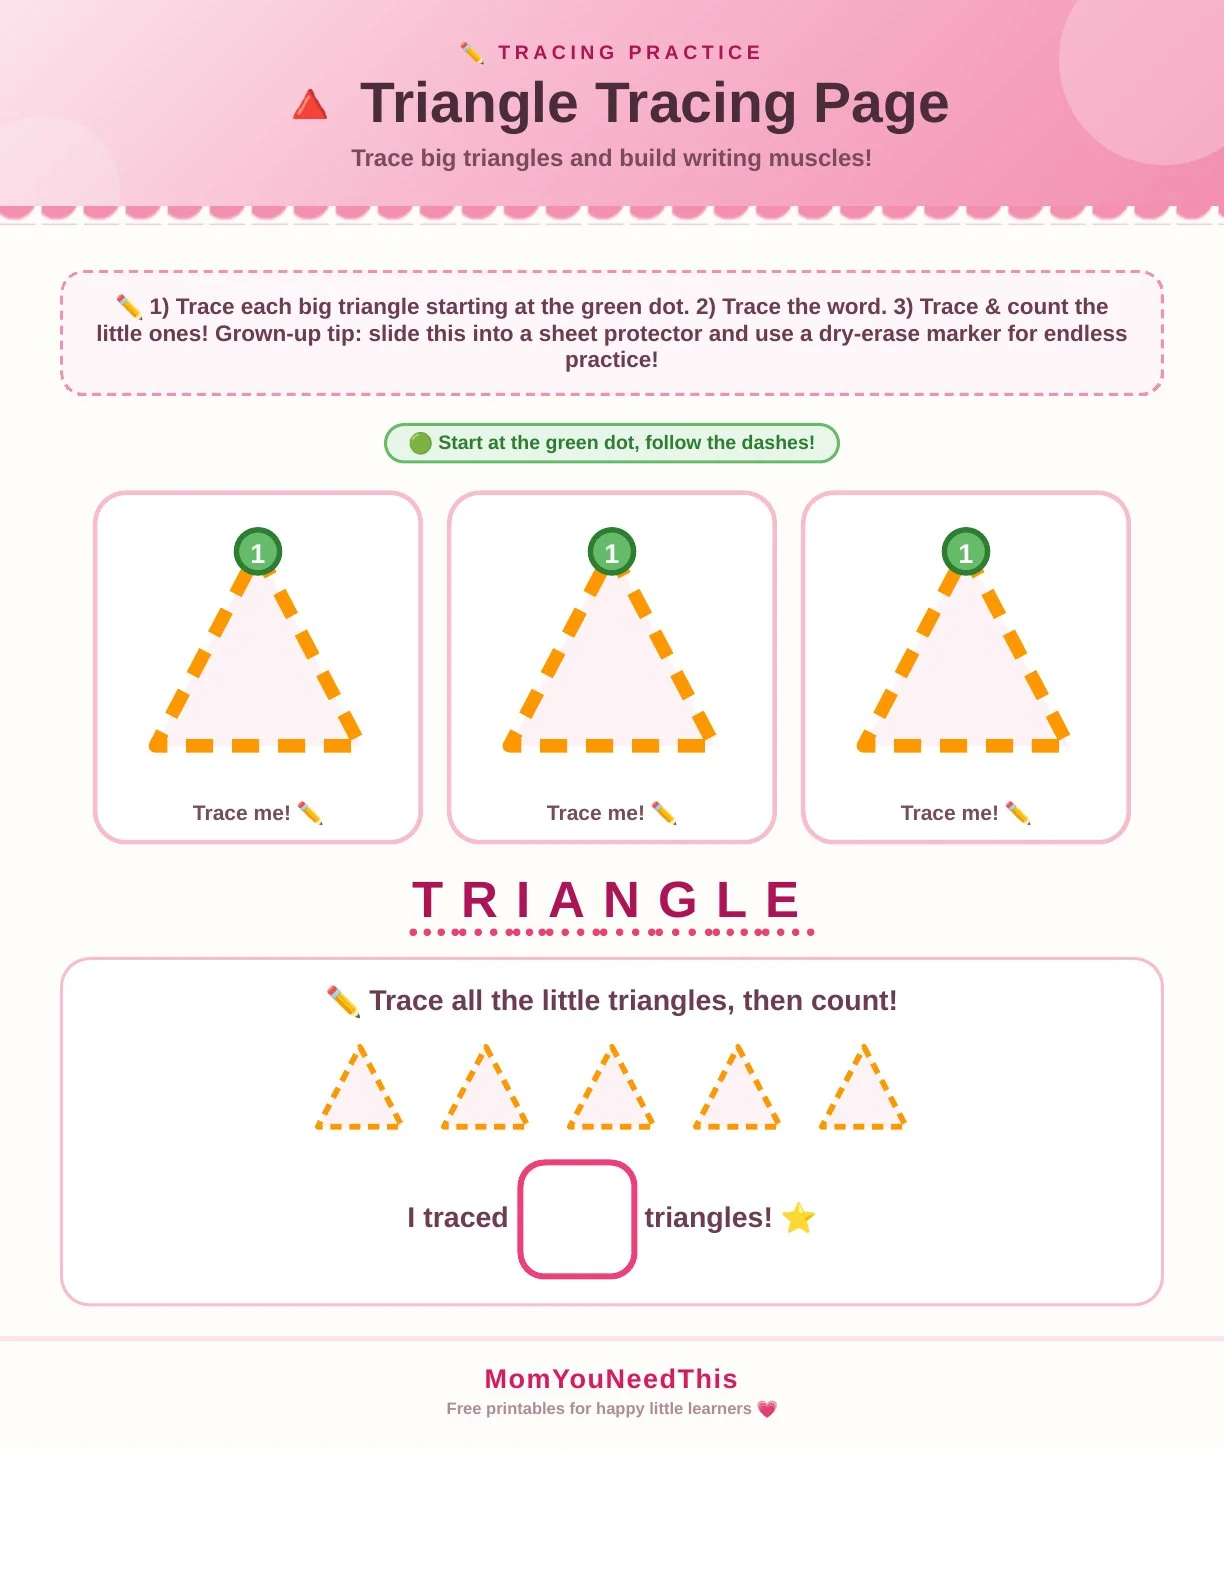 ✏️ TRACING PRACTICE
🔺 Triangle Tracing Page
Trace big triangles and build writing muscles!
✏️ 1) Trace each big triangle starting at the green dot. 2) Trace the word. 3) Trace & count the
little ones! Grown-up tip: slide this into a sheet protector and use a dry-erase marker for endless
practice!
🟢 Start at the green dot, follow the dashes!
1 1 1
Trace me! ✏️ Trace me! ✏️ Trace me! ✏️
TRIANGLE
✏️ Trace all the little triangles, then count!
I traced triangles! ⭐
MomYouNeedThis
Free printables for happy little learners 💗